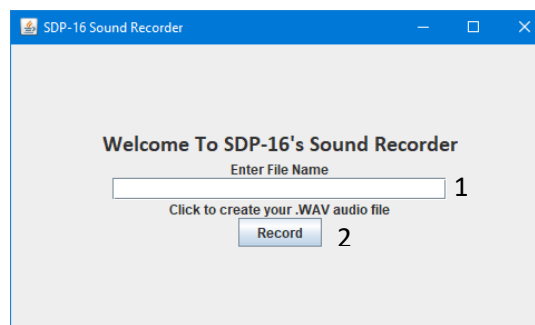 SDP-16 Sound Recorder
Welcome To SDP-16's Sound Recorder
Enter File Name
1
Click to create your .WAV audio file
Record
2